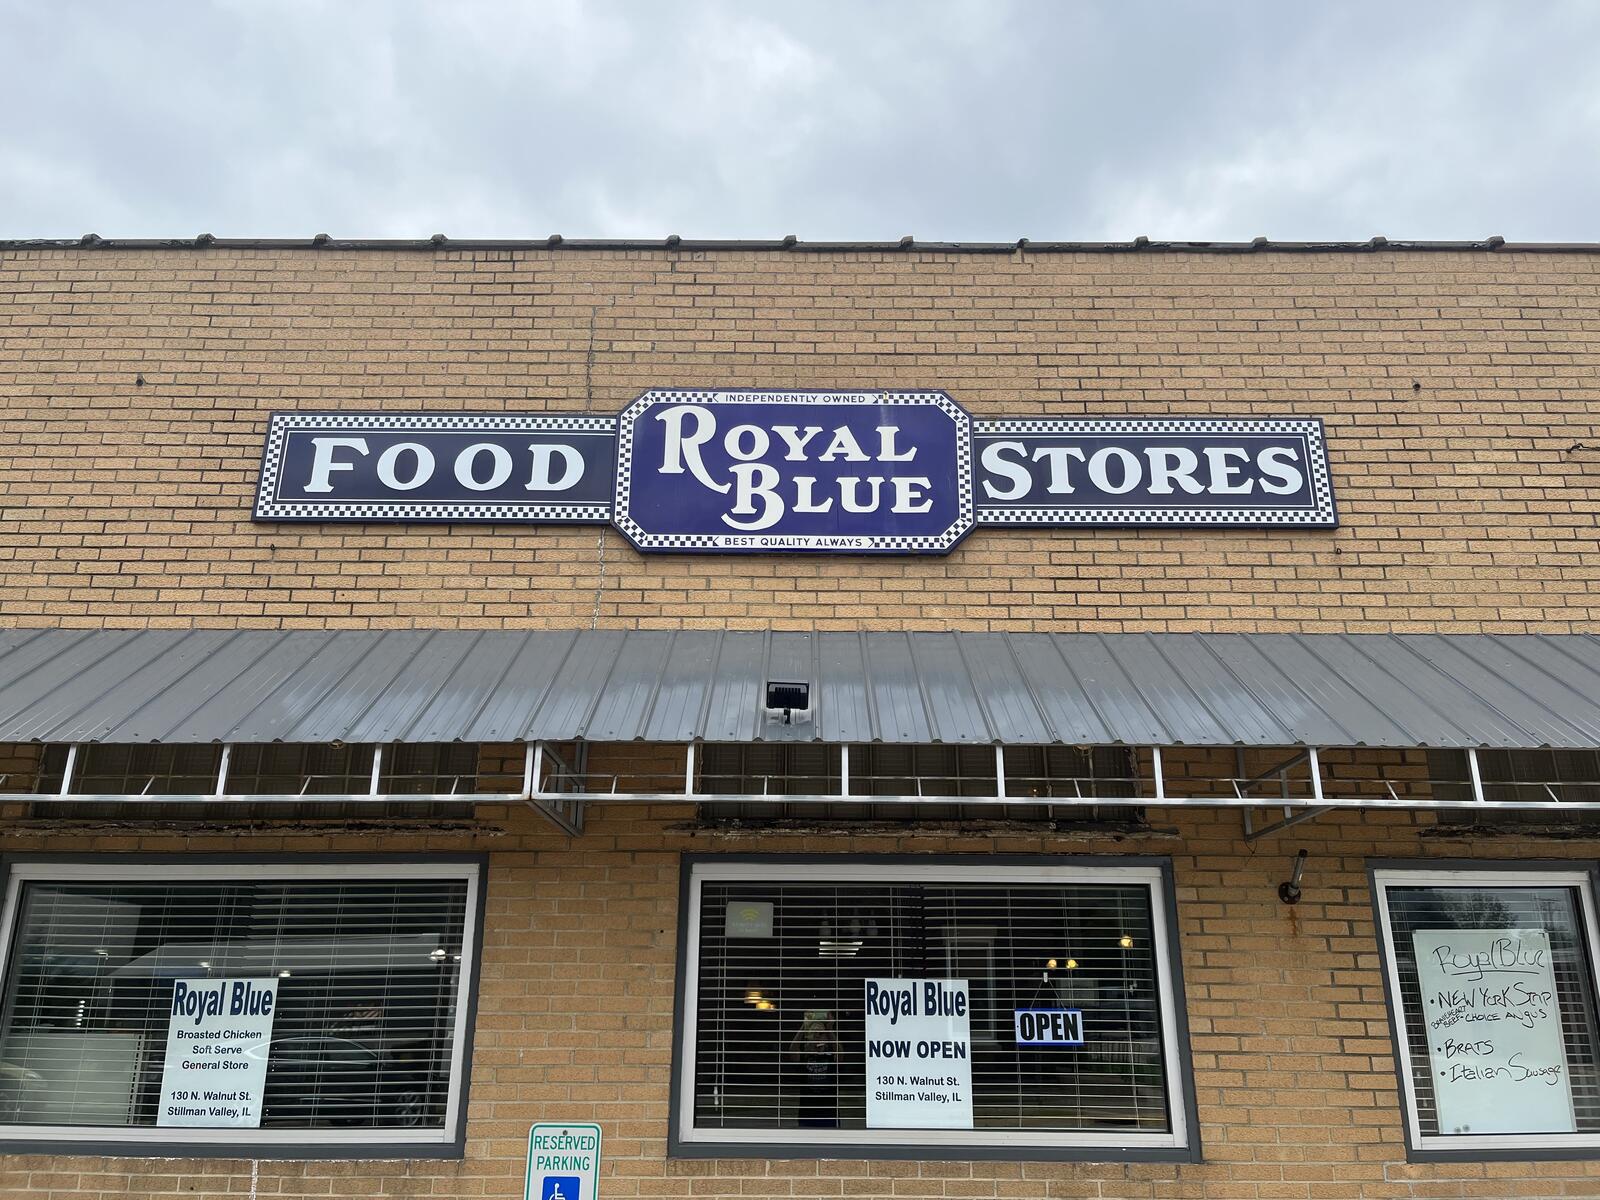 INDEPENDENTLY OWNED
FOOD
ROYAL
BLUE
STORES
BEST QUALITY ALWAYS
Royal Blue
Broasted Chicken
Soft Serve
General Store
130 N. Walnut St.
Stillman Valley, IL
Royal Blue
NOW OPEN
130 N. Walnut St.
Stillman Valley, IL
OPEN
Royal Blue
• NEW YORK STRIP
CHOICE ANGUS
• BRATS
• Italian Sausage
RESERVED
PARKING